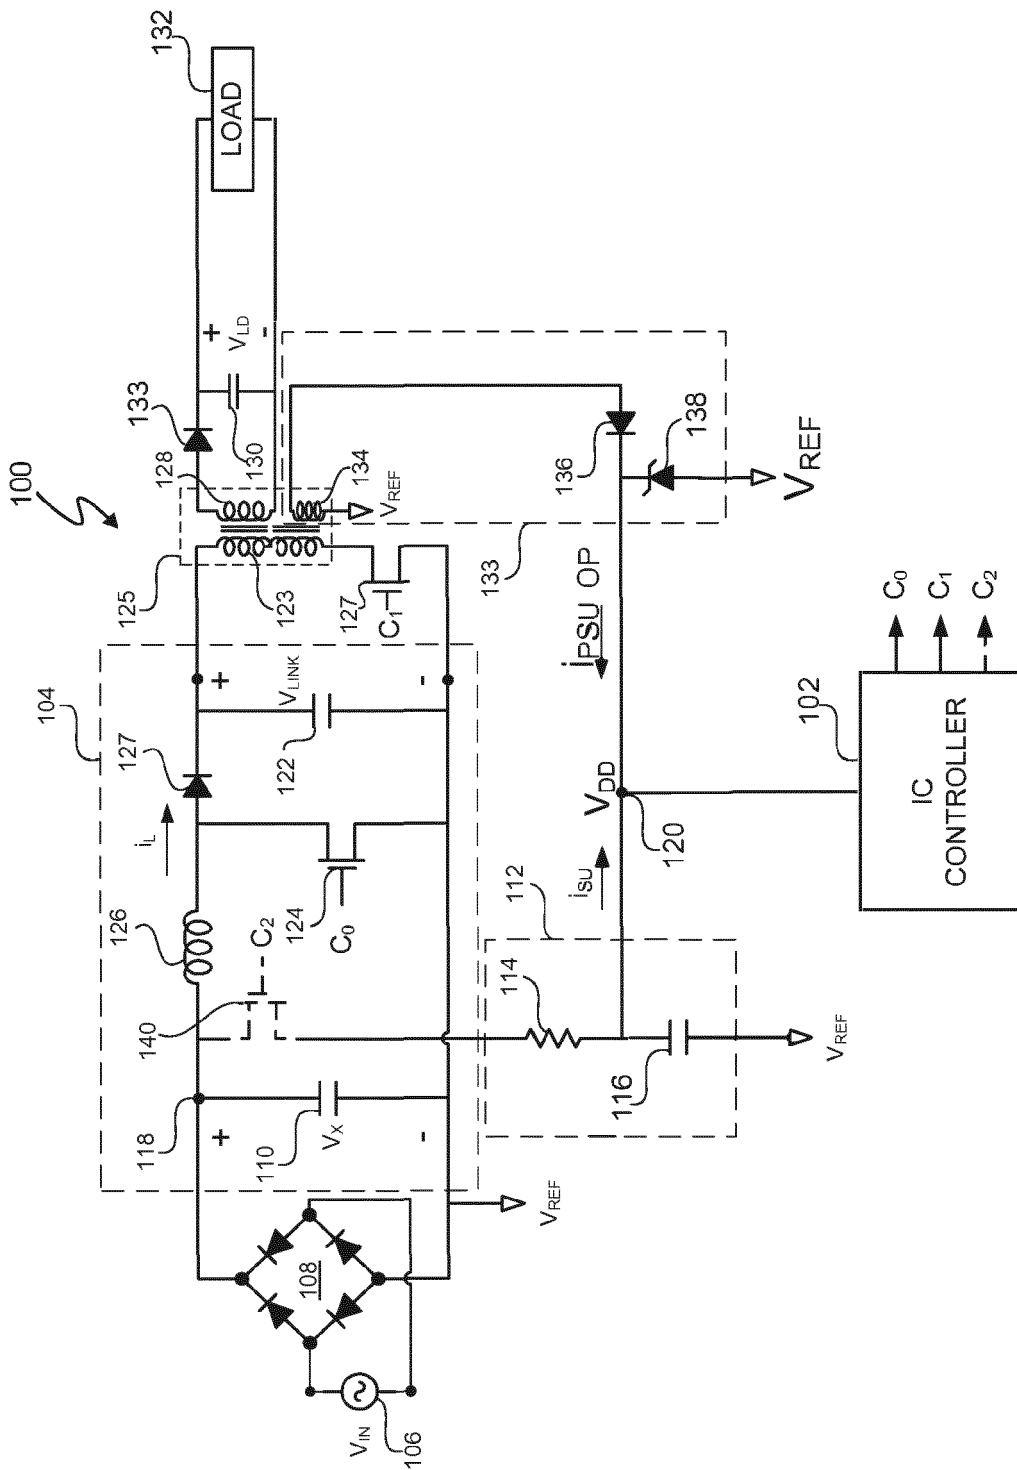 100
104
118
140
C₂
126
iL
127
125
128
133
132
LOAD
VLD
+
-
130
134
VREF
123
127
C₁
+
VLINK
-
122
124
C₀
+
VX
-
110
108
VIN
106
VREF
112
114
116
VREF
iSU
VDD
120
iPSU OP
133
136
138
VREF
102
IC
CONTROLLER
C₀
C₁
C₂